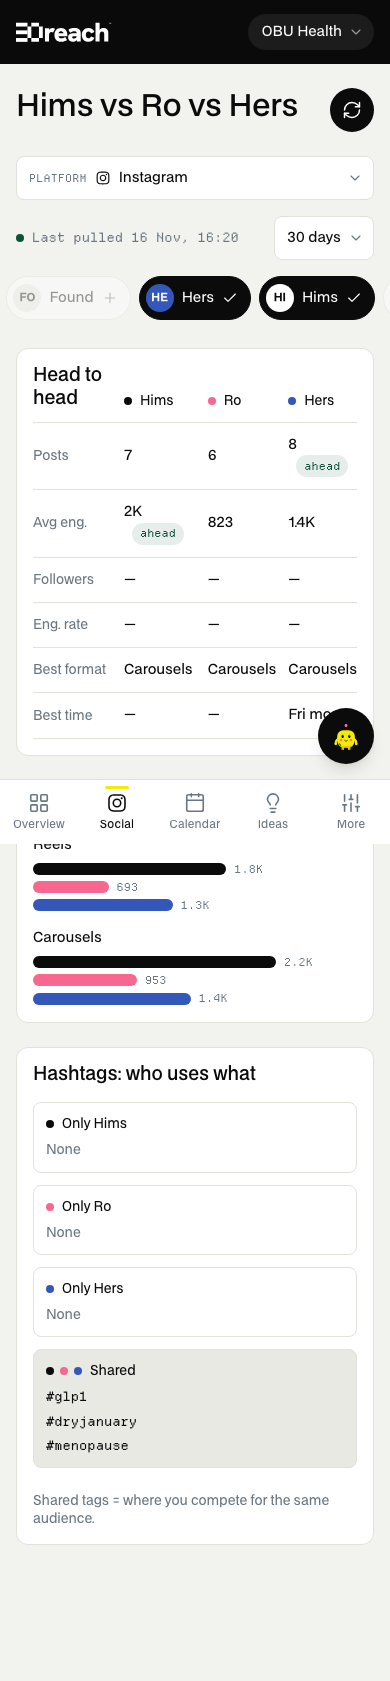 EOreach
OBU Health
Hims vs Ro vs Hers
PLATFORM Instagram
Last pulled 16 Nov, 16:20
30 days
FO Found
HE Hers
HI Hims
Head to head
Hims Ro Hers
Posts 7 6 8 ahead
Avg eng. 2K ahead 823 1.4K
Followers — — —
Eng. rate — — —
Best format Carousels Carousels Carousels
Best time — — Fri
Overview Social Calendar Ideas More
Reels
1.8K
693
1.3K
Carousels
2.2K
953
1.4K
Hashtags: who uses what
Only Hims
None
Only Ro
None
Only Hers
None
Shared
#glp1
#dryjanuary
#menopause
Shared tags = where you compete for the same
audience.